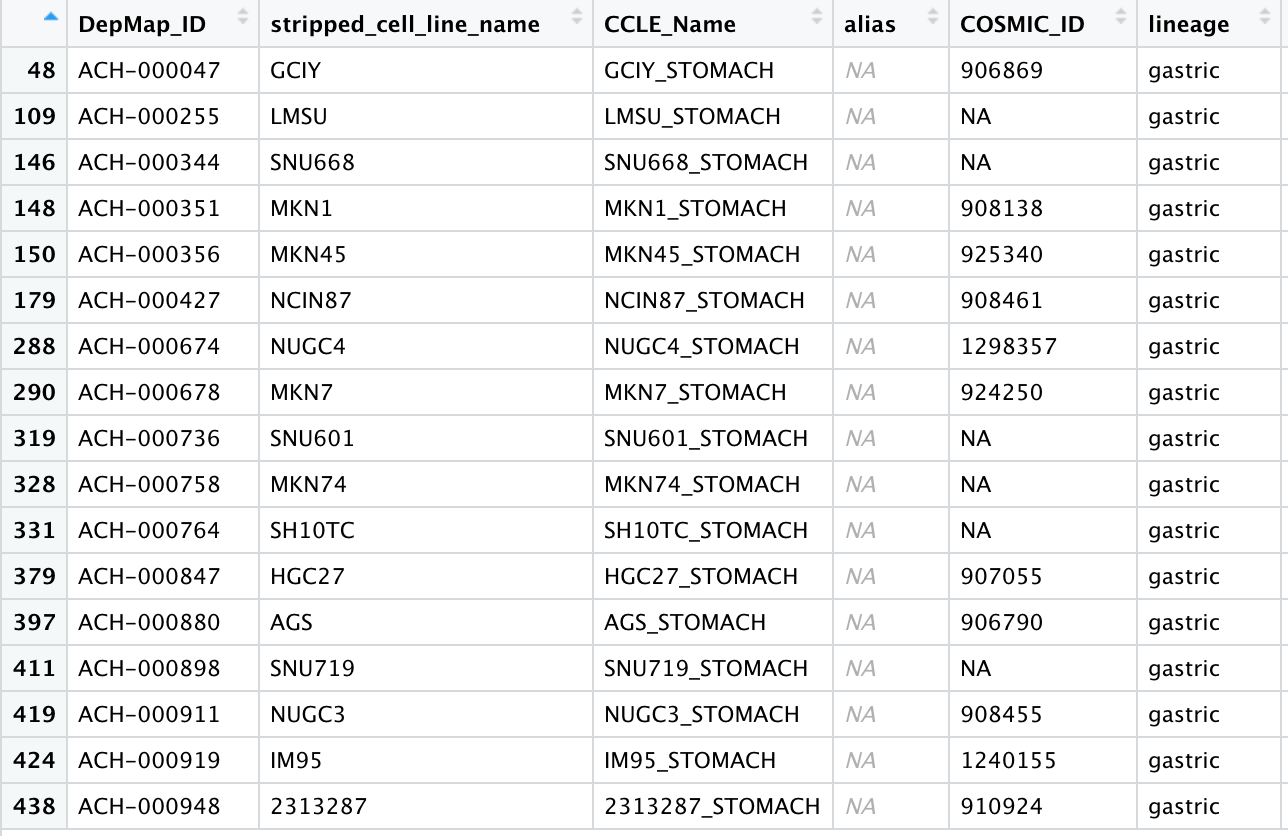 DepMap_ID stripped_cell_line_name CCLE_Name alias COSMIC_ID lineage
48 ACH-000047 GCIY GCIY_STOMACH NA 906869 gastric
109 ACH-000255 LMSU LMSU_STOMACH NA NA gastric
146 ACH-000344 SNU668 SNU668_STOMACH NA NA gastric
148 ACH-000351 MKN1 MKN1_STOMACH NA 908138 gastric
150 ACH-000356 MKN45 MKN45_STOMACH NA 925340 gastric
179 ACH-000427 NCIN87 NCIN87_STOMACH NA 908461 gastric
288 ACH-000674 NUGC4 NUGC4_STOMACH NA 1298357 gastric
290 ACH-000678 MKN7 MKN7_STOMACH NA 924250 gastric
319 ACH-000736 SNU601 SNU601_STOMACH NA NA gastric
328 ACH-000758 MKN74 MKN74_STOMACH NA NA gastric
331 ACH-000764 SH10TC SH10TC_STOMACH NA NA gastric
379 ACH-000847 HGC27 HGC27_STOMACH NA 907055 gastric
397 ACH-000880 AGS AGS_STOMACH NA 906790 gastric
411 ACH-000898 SNU719 SNU719_STOMACH NA NA gastric
419 ACH-000911 NUGC3 NUGC3_STOMACH NA 908455 gastric
424 ACH-000919 IM95 IM95_STOMACH NA 1240155 gastric
438 ACH-000948 2313287 2313287_STOMACH NA 910924 gastric